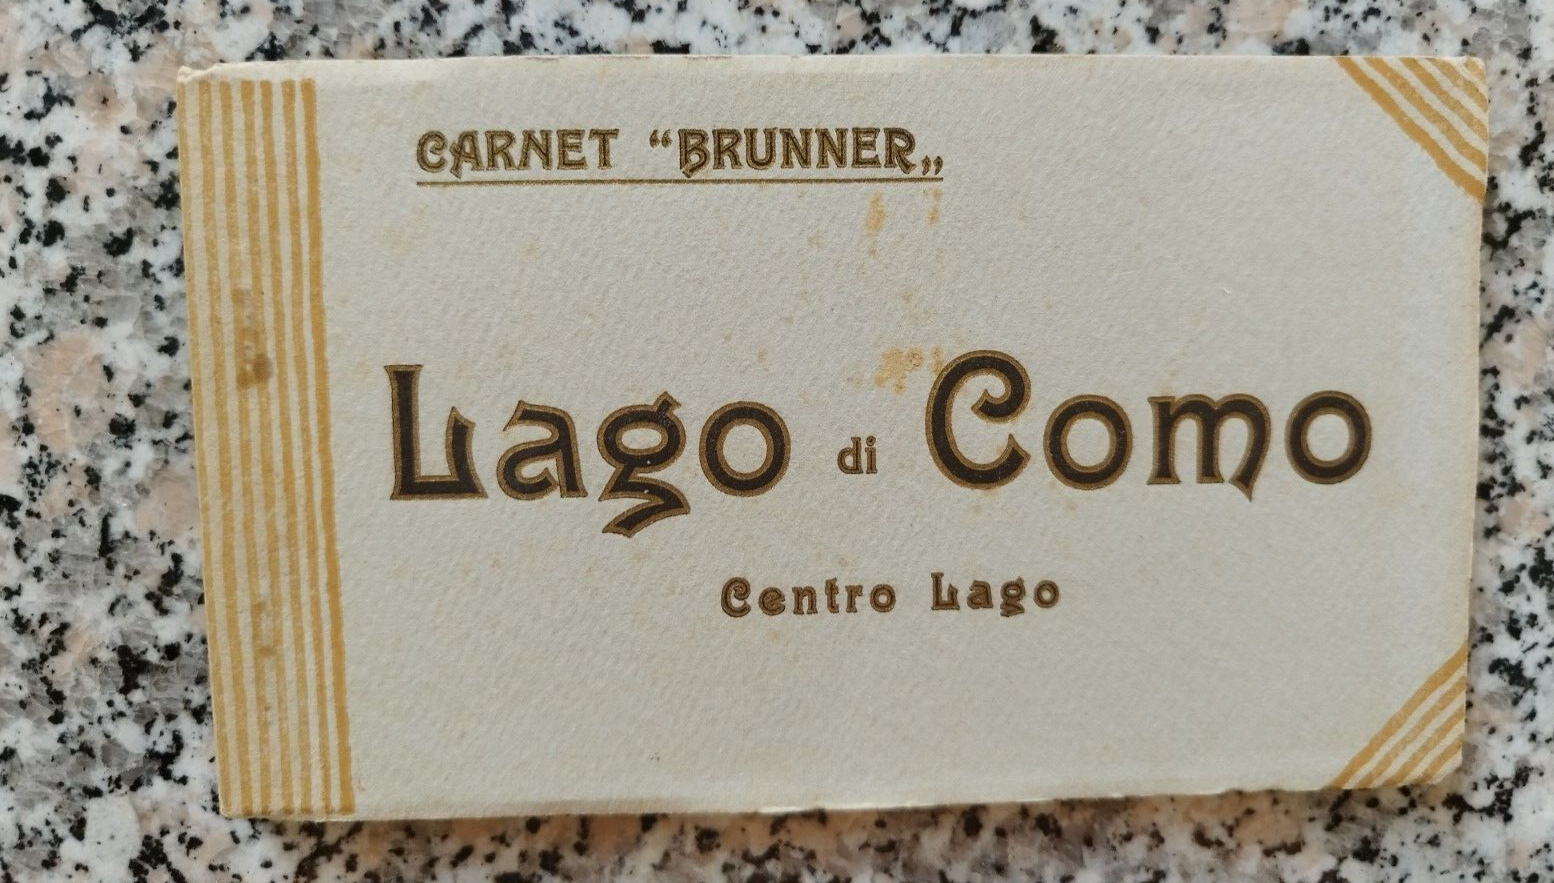 CARNET “BRUNNER„
Lago di Como
Centro Lago